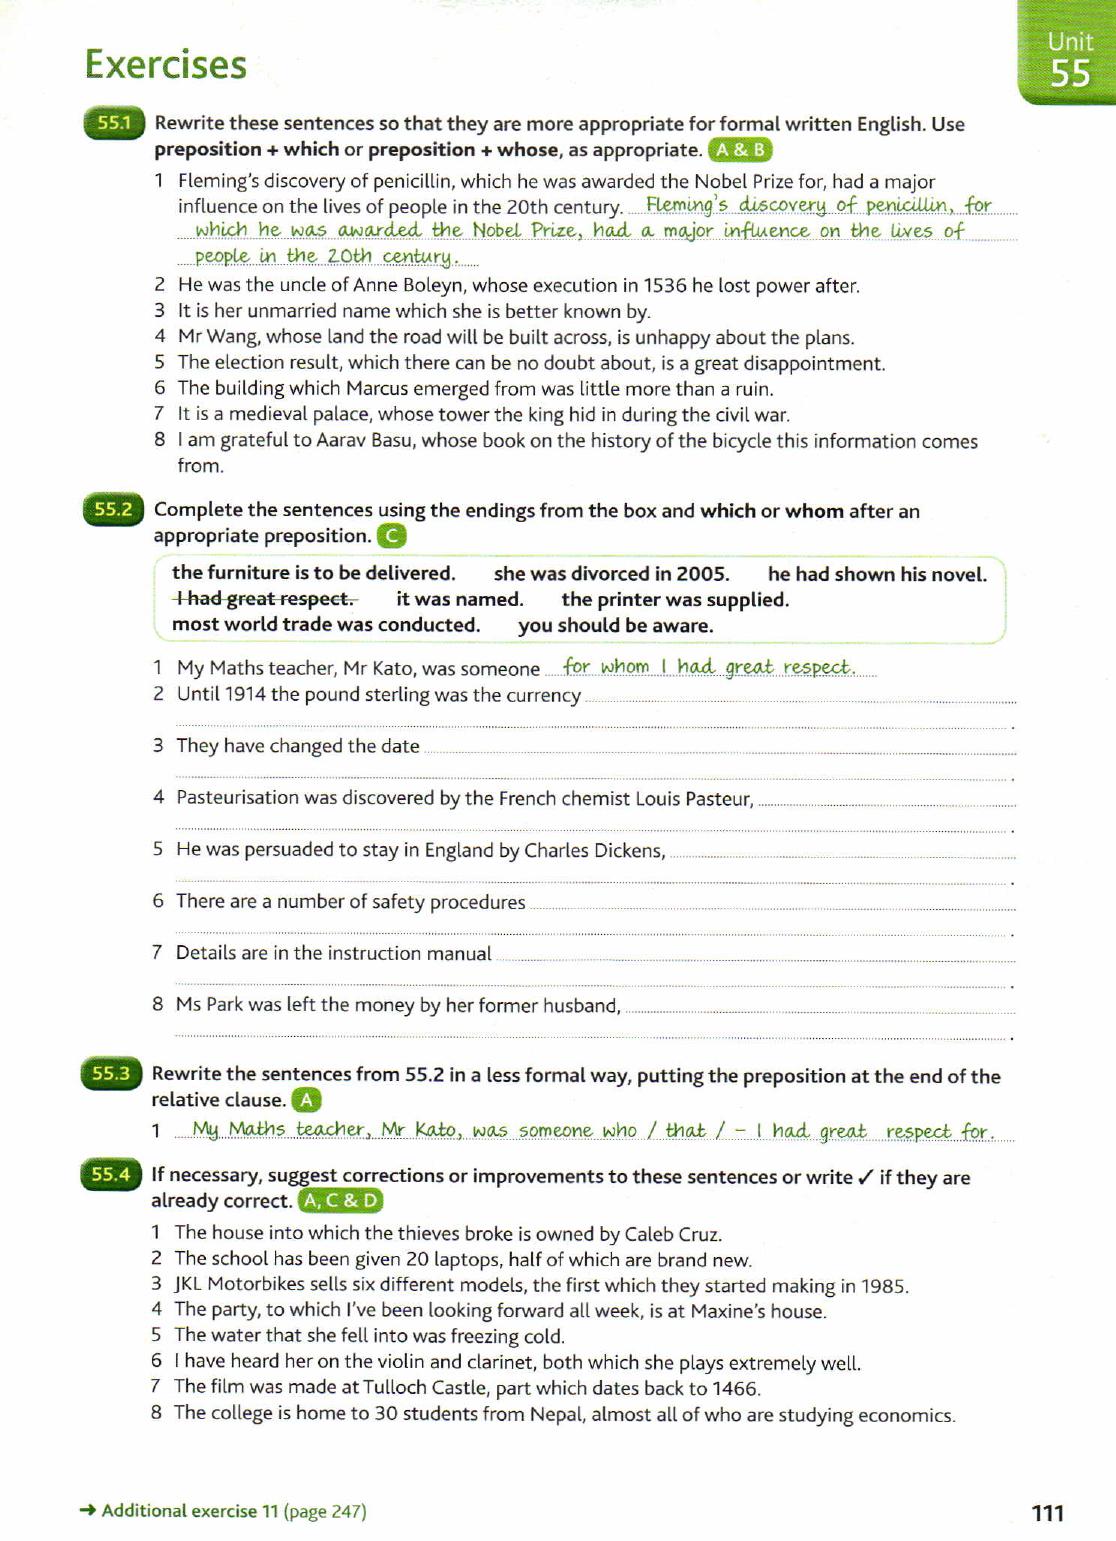 Unit
55
Exercises
55.1 Rewrite these sentences so that they are more appropriate for formal written English. Use
preposition + which or preposition + whose, as appropriate. A & B
1 Fleming's discovery of penicillin, which he was awarded the Nobel Prize for, had a major
influence on the lives of people in the 20th century. Fleming's discovery of penicillin, for
which he was awarded the Nobel Prize, had a major influence on the lives of
people in the 20th century.
2 He was the uncle of Anne Boleyn, whose execution in 1536 he lost power after.
3 It is her unmarried name which she is better known by.
4 Mr Wang, whose land the road will be built across, is unhappy about the plans.
5 The election result, which there can be no doubt about, is a great disappointment.
6 The building which Marcus emerged from was little more than a ruin.
7 It is a medieval palace, whose tower the king hid in during the civil war.
8 I am grateful to Aarav Basu, whose book on the history of the bicycle this information comes
from.
55.2 Complete the sentences using the endings from the box and which or whom after an
appropriate preposition. C
the furniture is to be delivered. she was divorced in 2005. he had shown his novel.
I had great respect. it was named. the printer was supplied.
most world trade was conducted. you should be aware.
1 My Maths teacher, Mr Kato, was someone for whom I had great respect.
2 Until 1914 the pound sterling was the currency
.
3 They have changed the date
.
4 Pasteurisation was discovered by the French chemist Louis Pasteur,
.
5 He was persuaded to stay in England by Charles Dickens,
.
6 There are a number of safety procedures
.
7 Details are in the instruction manual
.
8 Ms Park was left the money by her former husband,
.
55.3 Rewrite the sentences from 55.2 in a less formal way, putting the preposition at the end of the
relative clause. A
1 My Maths teacher, Mr Kato, was someone who / that / – I had great respect for.
55.4 If necessary, suggest corrections or improvements to these sentences or write ✓ if they are
already correct. A, C & D
1 The house into which the thieves broke is owned by Caleb Cruz.
2 The school has been given 20 laptops, half of which are brand new.
3 JKL Motorbikes sells six different models, the first which they started making in 1985.
4 The party, to which I've been looking forward all week, is at Maxine's house.
5 The water that she fell into was freezing cold.
6 I have heard her on the violin and clarinet, both which she plays extremely well.
7 The film was made at Tulloch Castle, part which dates back to 1466.
8 The college is home to 30 students from Nepal, almost all of who are studying economics.
➔ Additional exercise 11 (page 247)
111